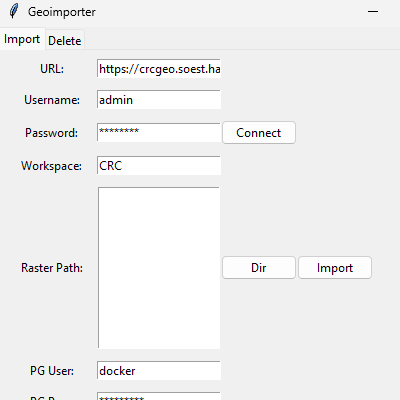 Geoimporter
Import Delete
URL: https://crcgeo.soest.ha
Username: admin
Password: ******** Connect
Workspace: CRC
Raster Path: Dir Import
PG User: docker